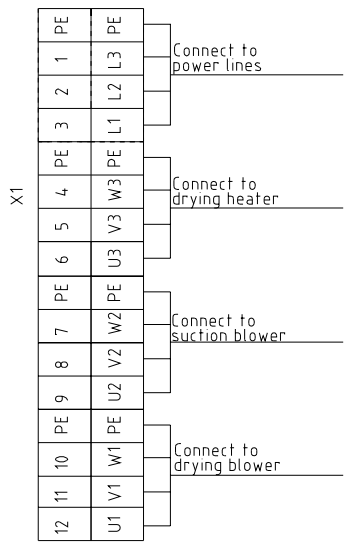 X1
PE PE
1 L3
2 L2
3 L1
Connect to
power lines
PE PE
4 W3
5 V3
6 U3
Connect to
drying heater
PE PE
7 W2
8 V2
9 U2
Connect to
suction blower
PE PE
10 W1
11 V1
12 U1
Connect to
drying blower